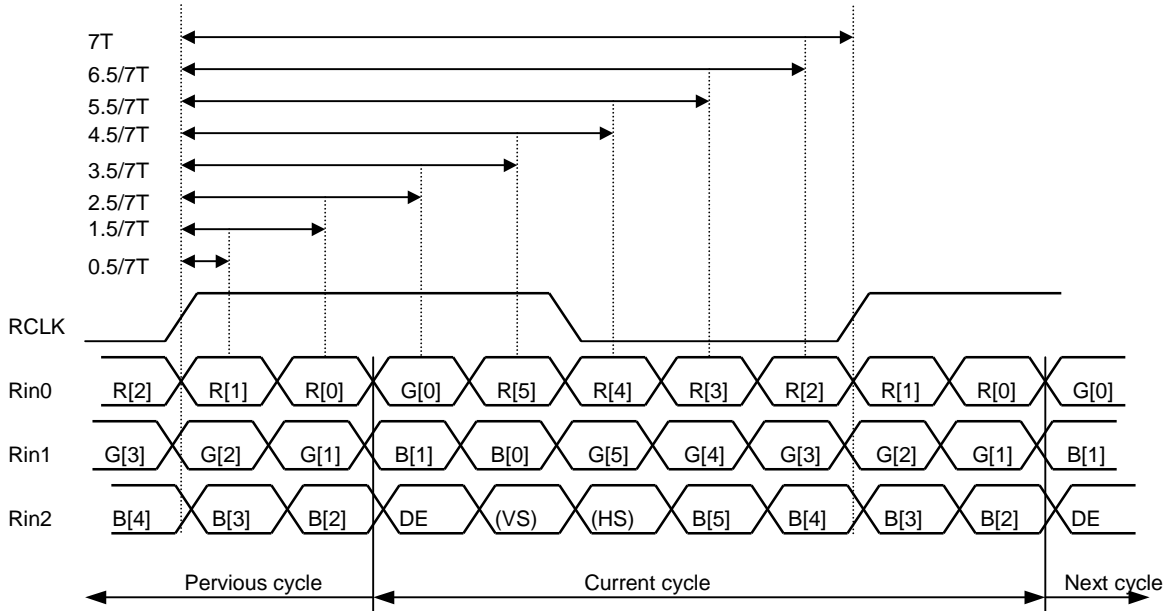 7T
6.5/7T
5.5/7T
4.5/7T
3.5/7T
2.5/7T
1.5/7T
0.5/7T
RCLK
Rin0 R[2] R[1] R[0] G[0] R[5] R[4] R[3] R[2] R[1] R[0] G[0]
Rin1 G[3] G[2] G[1] B[1] B[0] G[5] G[4] G[3] G[2] G[1] B[1]
Rin2 B[4] B[3] B[2] DE (VS) (HS) B[5] B[4] B[3] B[2] DE
Pervious cycle Current cycle Next cycle